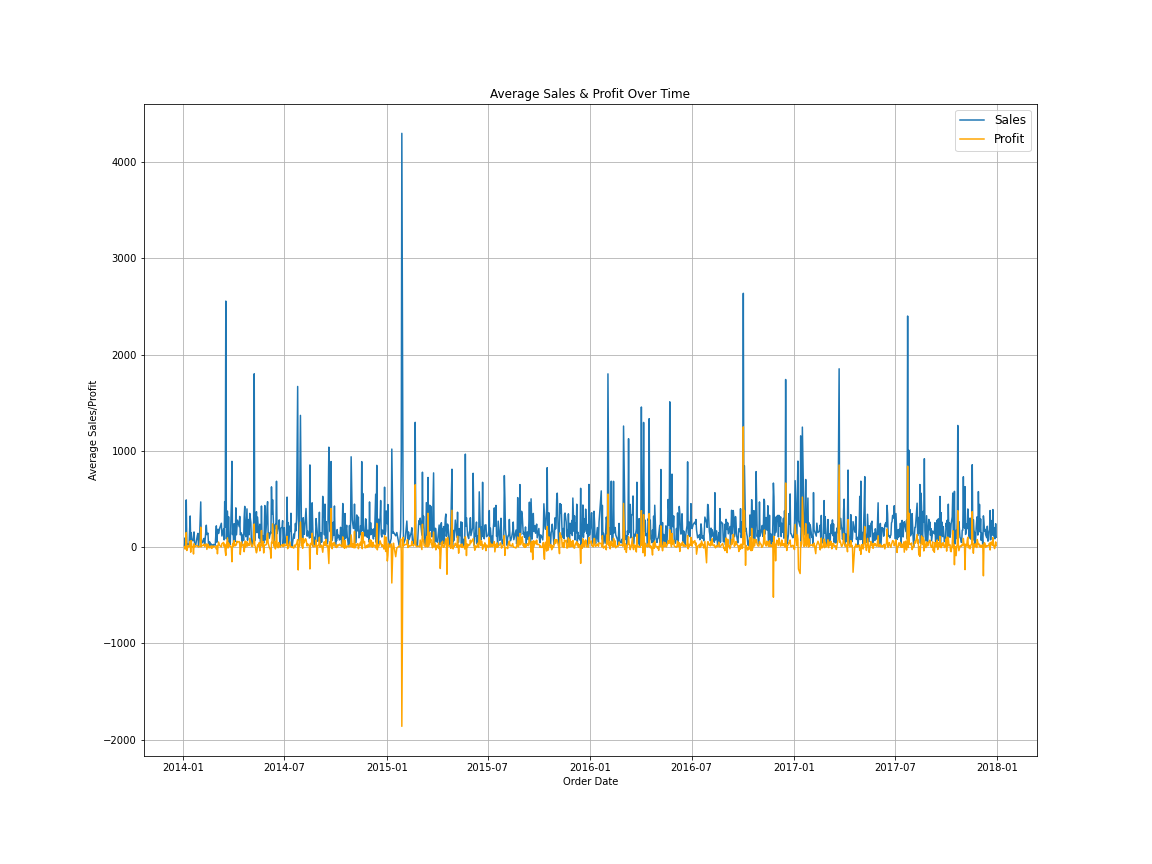 Average Sales & Profit Over Time
Sales
Profit
Average Sales/Profit
4000
3000
2000
1000
0
−1000
−2000
2014-01 2014-07 2015-01 2015-07 2016-01 2016-07 2017-01 2017-07 2018-01
Order Date